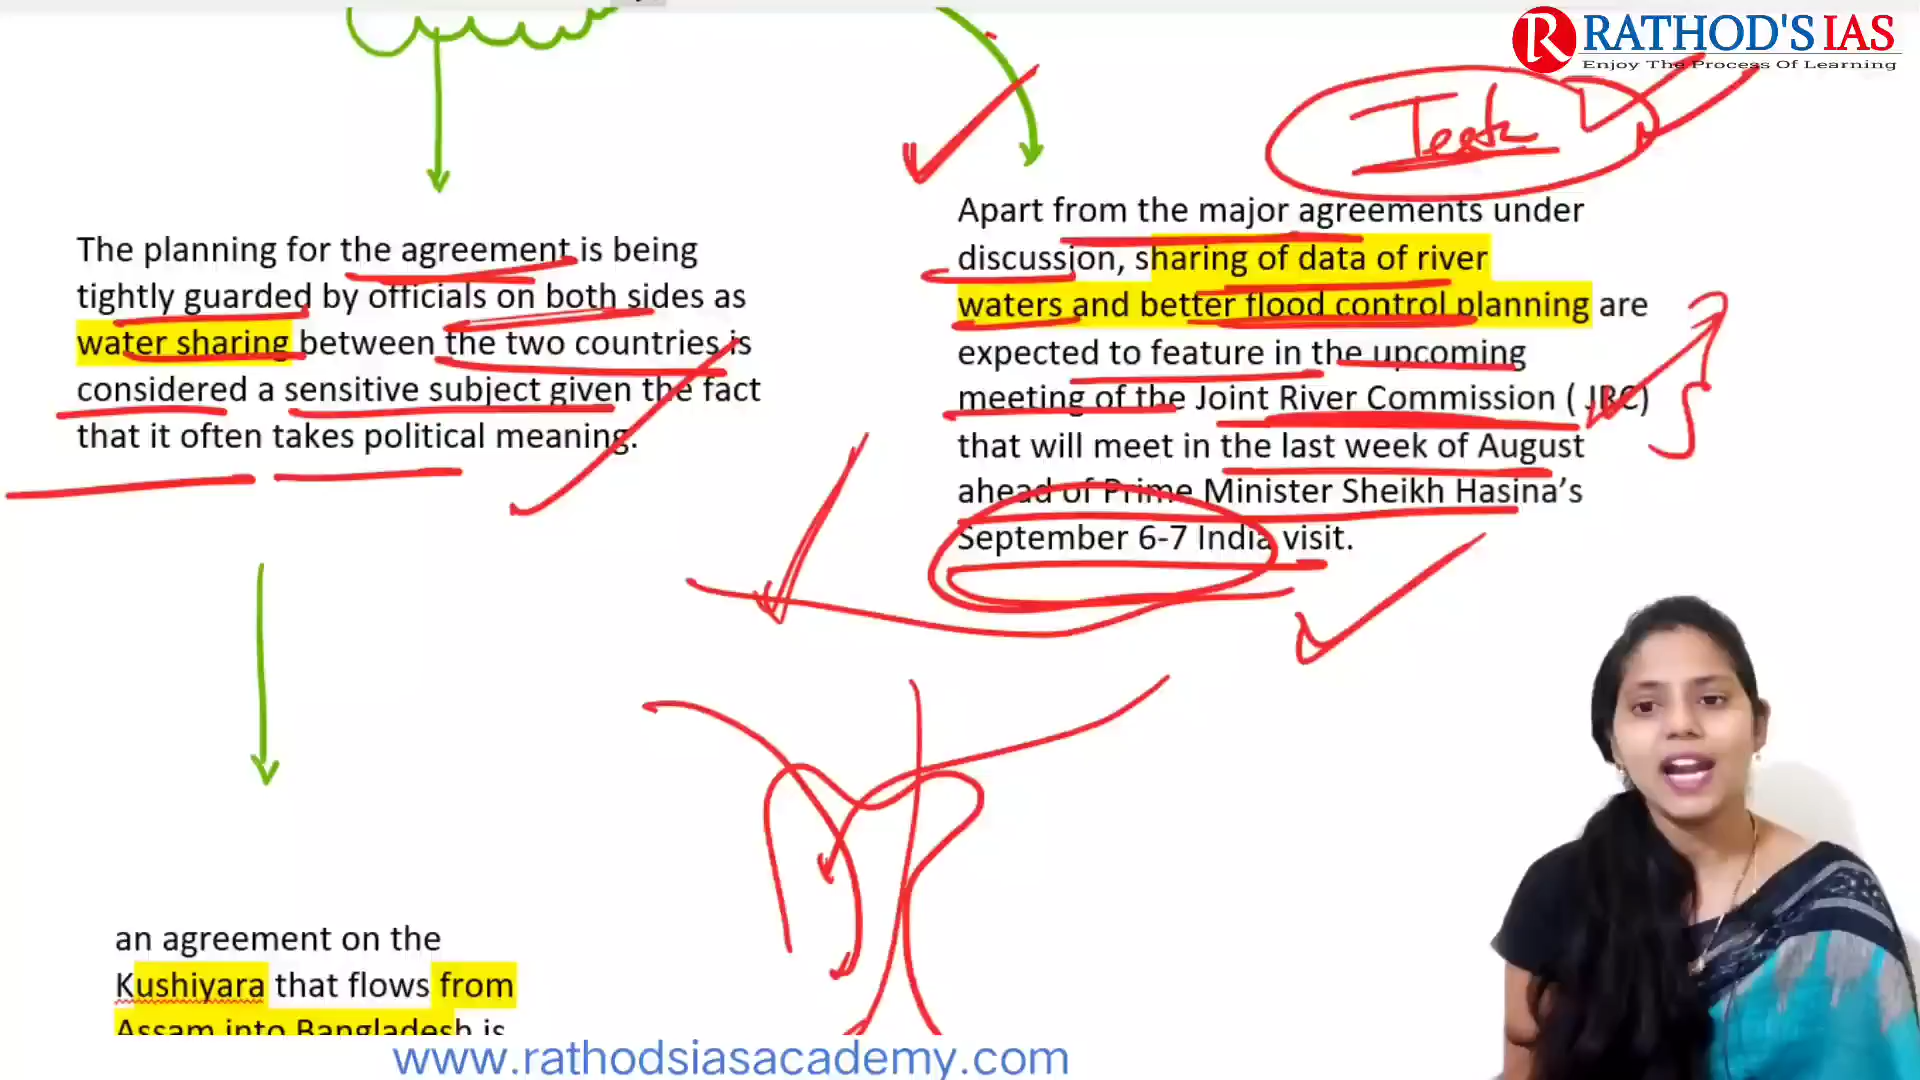 RATHOD'S IAS
Enjoy The Process Of Learning
The planning for the agreement is being
tightly guarded by officials on both sides as
water sharing between the two countries is
considered a sensitive subject given the fact
that it often takes political meaning.
Apart from the major agreements under
discussion, sharing of data of river
waters and better flood control planning are
expected to feature in the upcoming
meeting of the Joint River Commission ( JRC)
that will meet in the last week of August
ahead of Prime Minister Sheikh Hasina’s
September 6-7 India visit.
an agreement on the
Kushiyara that flows from
Assam into Bangladesh is
www.rathodsiasacademy.com